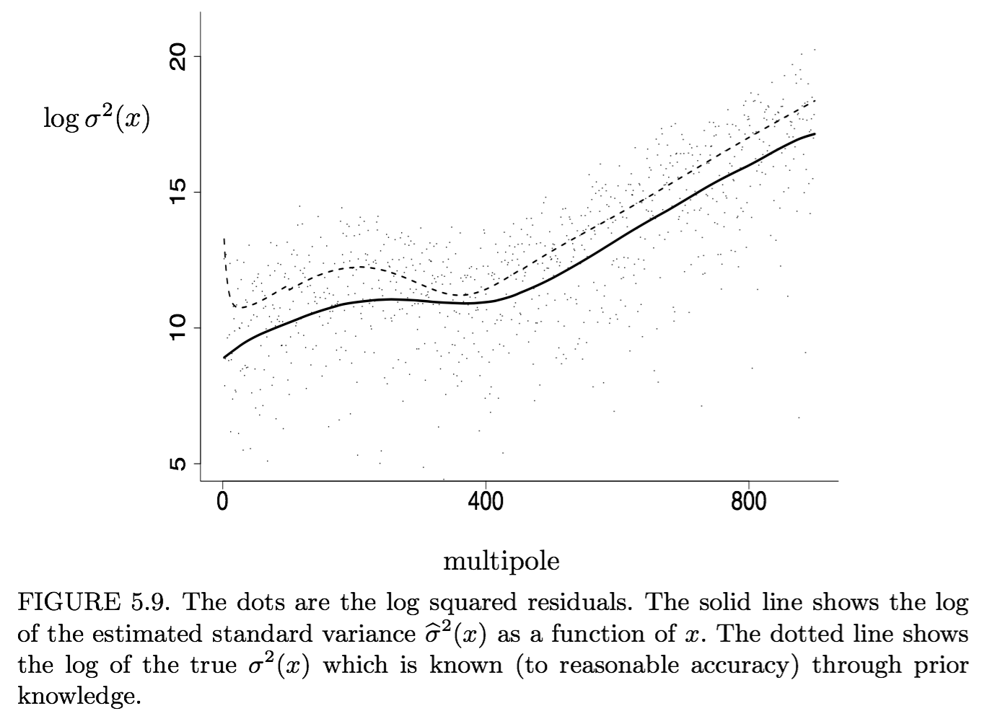 20
log σ²(x)
15
10
5
0 400 800
multipole
FIGURE 5.9. The dots are the log squared residuals. The solid line shows the log
of the estimated standard variance σ̂²(x) as a function of x. The dotted line shows
the log of the true σ²(x) which is known (to reasonable accuracy) through prior
knowledge.